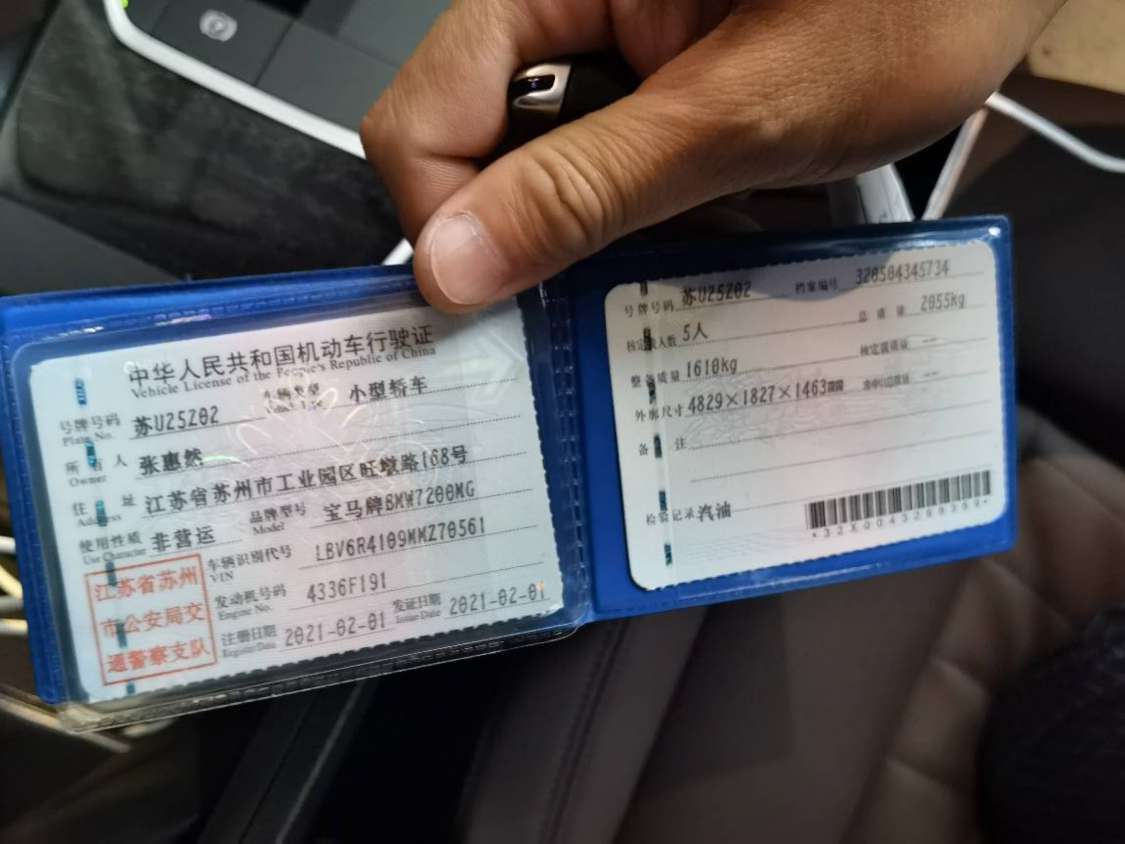 中华人民共和国机动车行驶证
Vehicle License of the People's Republic of China
号牌号码 苏U25Z02 车辆类型 小型轿车
Plate No.
所有人 张惠然
Owner
住址 江苏省苏州市工业园区旺墩路168号
Address
使用性质 非营运 品牌型号 宝马牌BMW7200MG
Use Character Model
车辆识别代号 LBV6R4109MMZ70561
VIN
发动机号码 4336F191
Engine No.
注册日期 2021-02-01 发证日期 2021-02-01
Register Date Issue Date
江苏省苏州
市公安局交
通警察支队
号牌号码 苏U25Z02 档案编号 320504345734
核定载人数 5人 总质量 2055kg
整备质量 1610kg 核定载质量 --
外廓尺寸 4829×1827×1463mm --
备注
检验记录 汽油